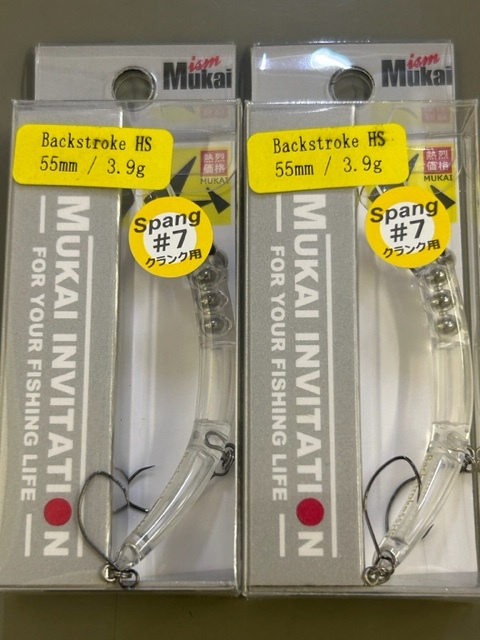 ism
Mukai
Backstroke HS
55mm / 3.9g
熱烈
価格
MUKAI
Spang
#7
クランク用
MUKAI INVITATION
FOR YOUR FISHING LIFE
ism
Mukai
Backstroke HS
55mm / 3.9g
熱烈
価格
MUKAI
Spang
#7
クランク用
MUKAI INVITATION
FOR YOUR FISHING LIFE